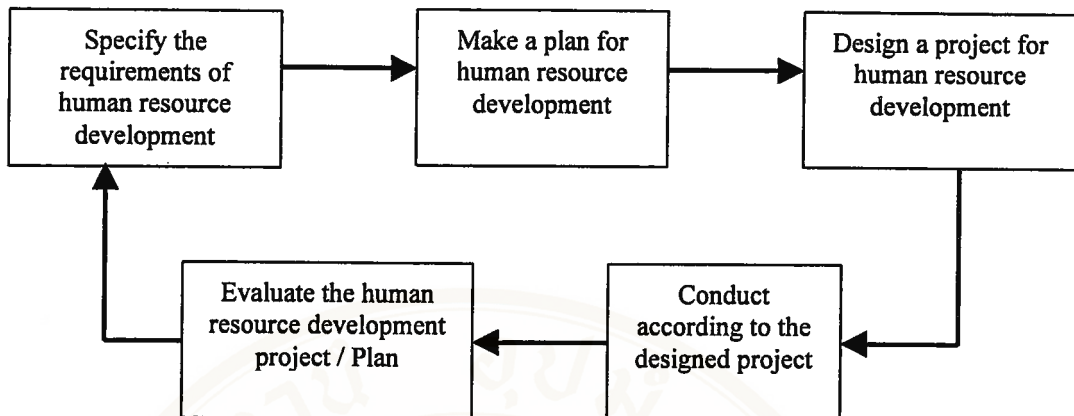 Specify the
requirements of
human resource
development
Make a plan for
human resource
development
Design a project for
human resource
development
Evaluate the human
resource development
project / Plan
Conduct
according to the
designed project